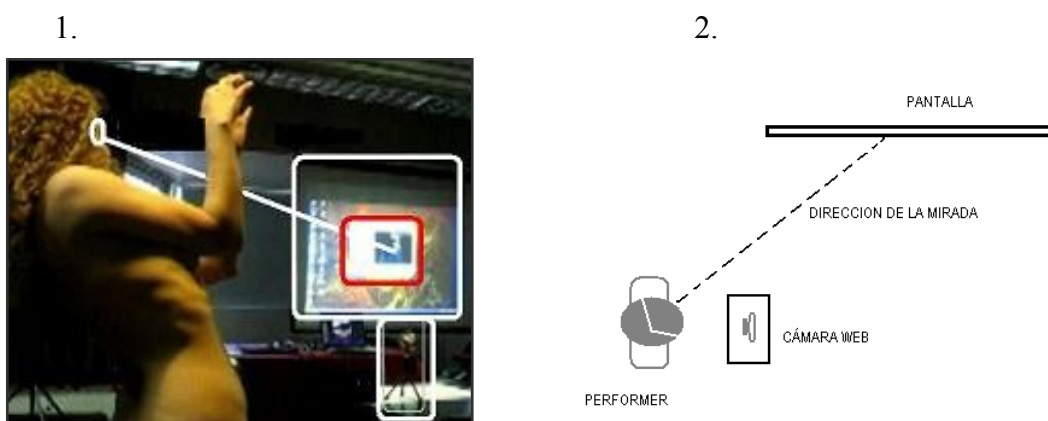 1.
2.
PANTALLA
DIRECCION DE LA MIRADA
CÁMARA WEB
PERFORMER